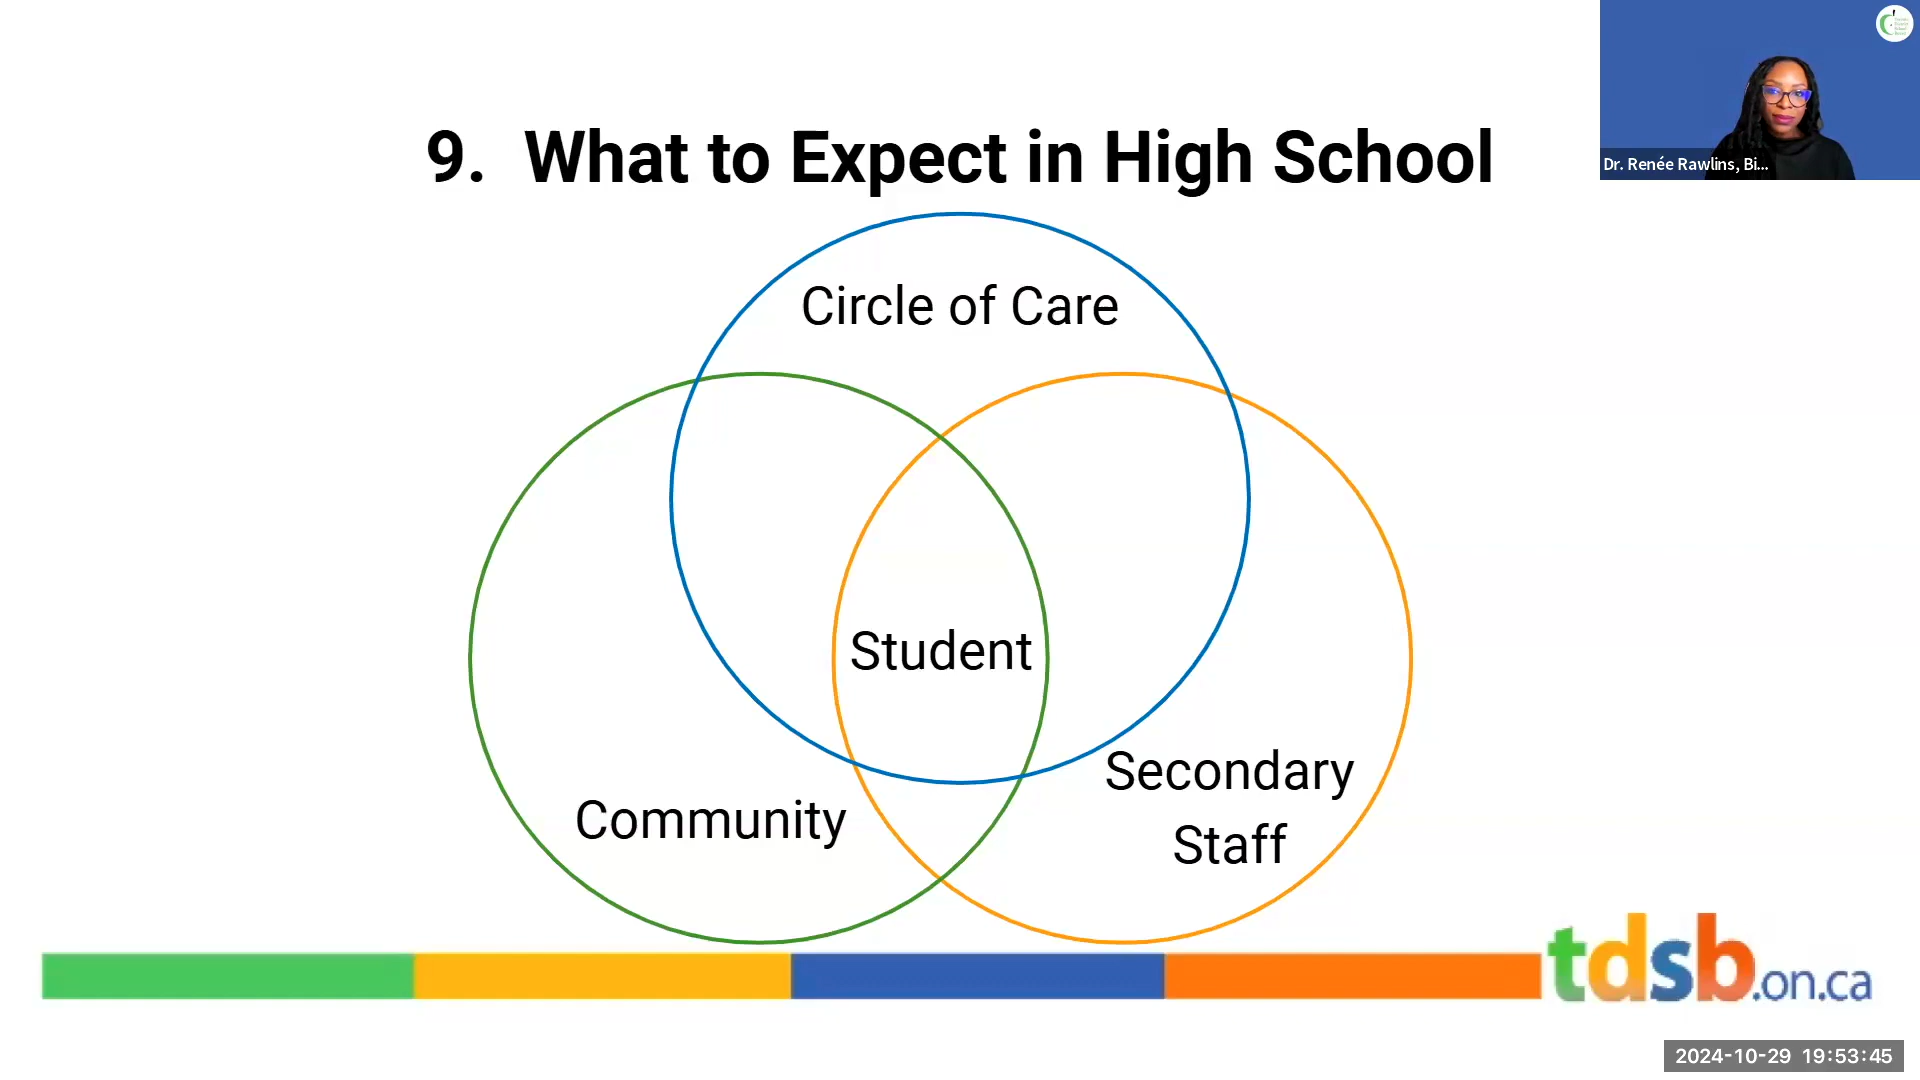 9. What to Expect in High School
Dr. Renée Rawlins, Bi...
Circle of Care
Student
Community
Secondary
Staff
tdsb.on.ca
2024-10-29 19:53:45